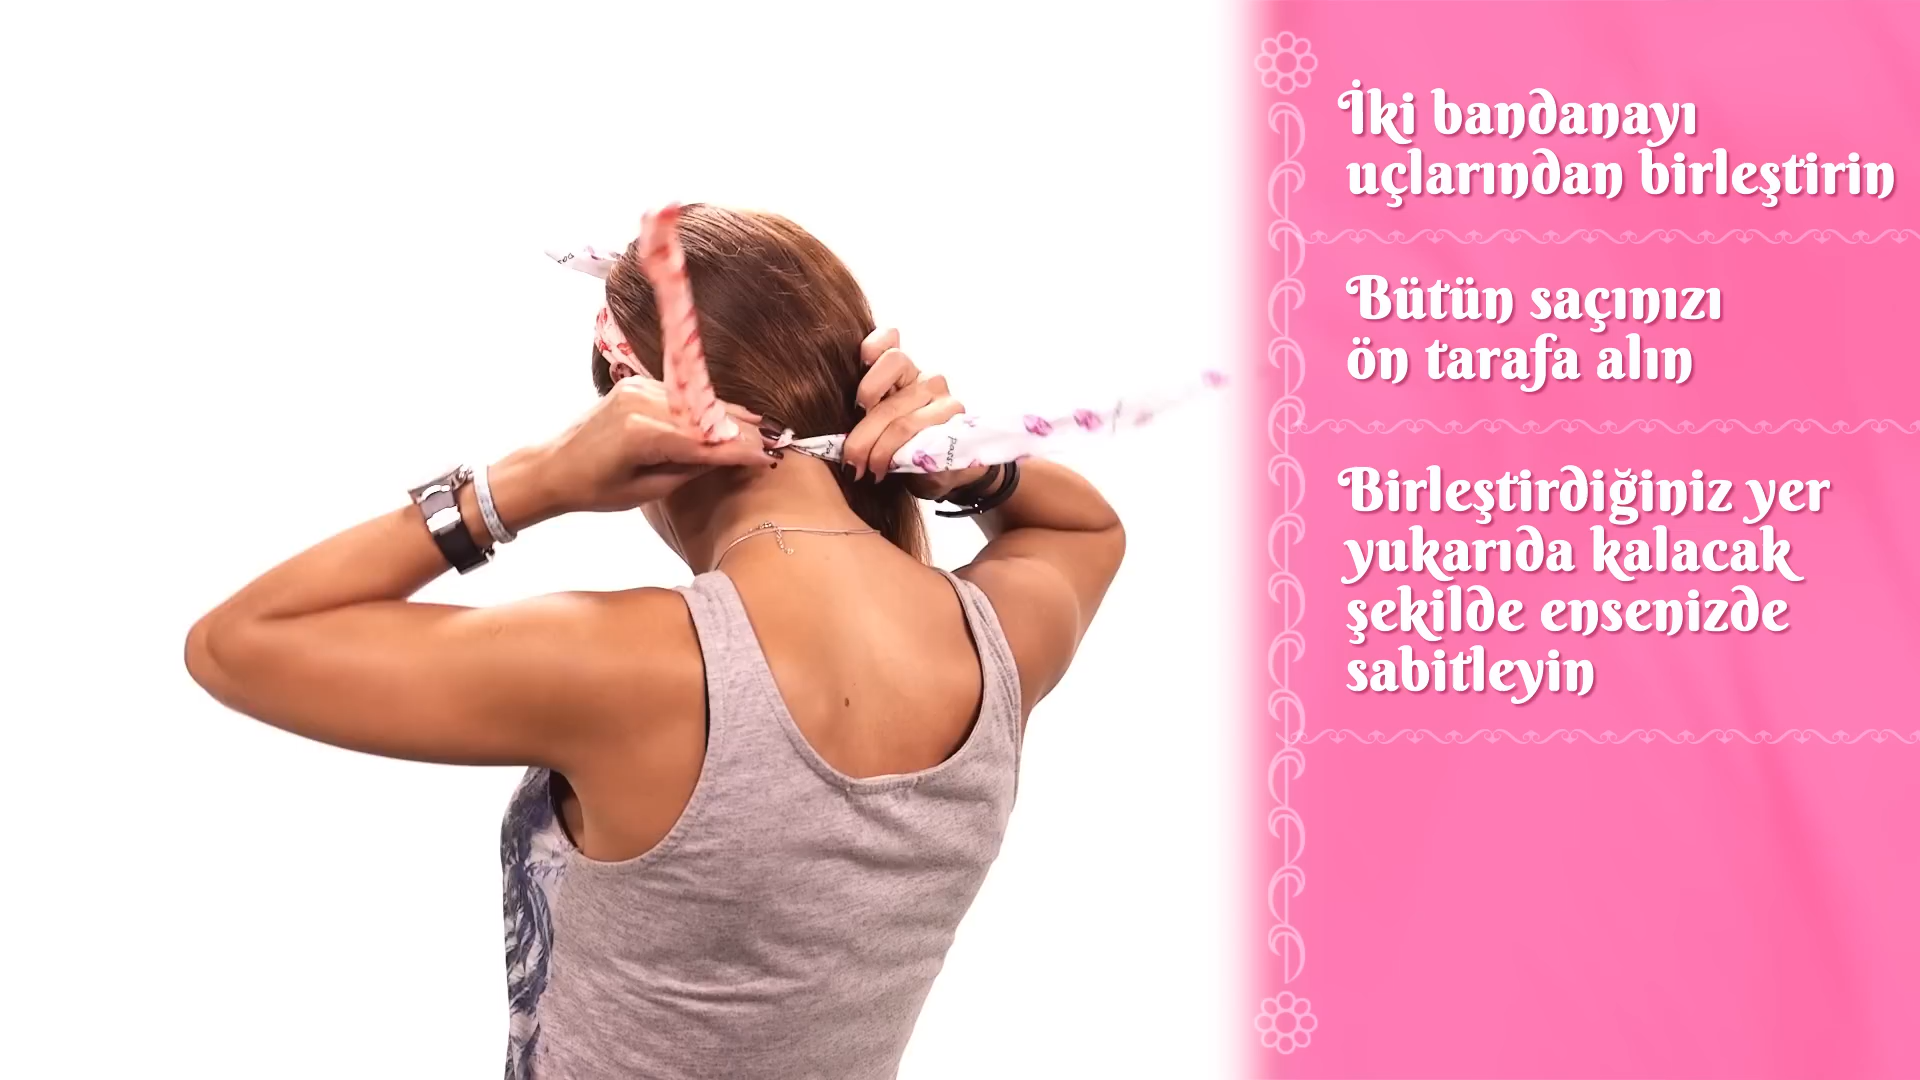 İki bandanayı
uçlarından birleştirin
Bütün saçınızı
ön tarafa alın
Birleştirdiğiniz yer
yukarıda kalacak
şekilde ensenizde
sabitleyin